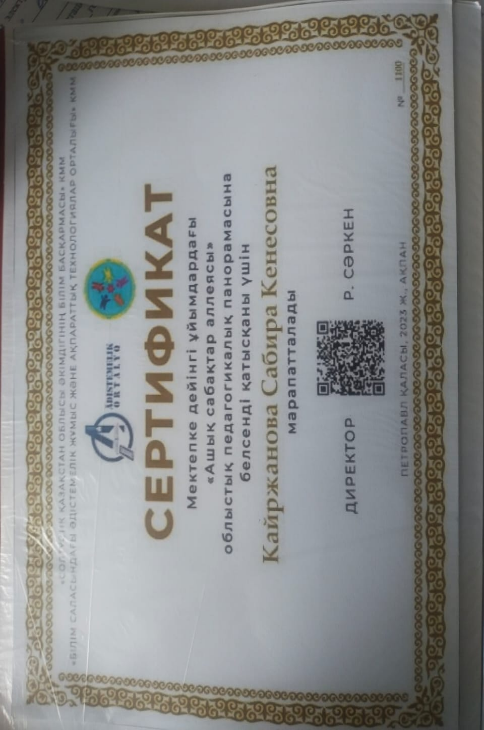 «СОЛТҮСТІК ҚАЗАҚСТАН ОБЛЫСЫ ӘКІМДІГІНІҢ БІЛІМ БАСҚАРМАСЫ» КММ
«БІЛІМ САЛАСЫНДАҒЫ ӘДІСТЕМЕЛІК ЖҰМЫС ЖӘНЕ АҚПАРАТТЫҚ ТЕХНОЛОГИЯЛАР ОРТАЛЫҒЫ» КММ
ÁDISTEMELIK
ORTALYǴ
СЕРТИФИКАТ
Мектепке дейінгі ұйымдардағы
«Ашық сабақтар аллеясы»
облыстық педагогикалық панорамасына
белсенді қатысқаны үшін
Кайржанова Сабира Кенесовна
марапатталады
ДИРЕКТОР Р. СӘРКЕН
ПЕТРОПАВЛ ҚАЛАСЫ, 2023 Ж., АҚПАН
№ 1100